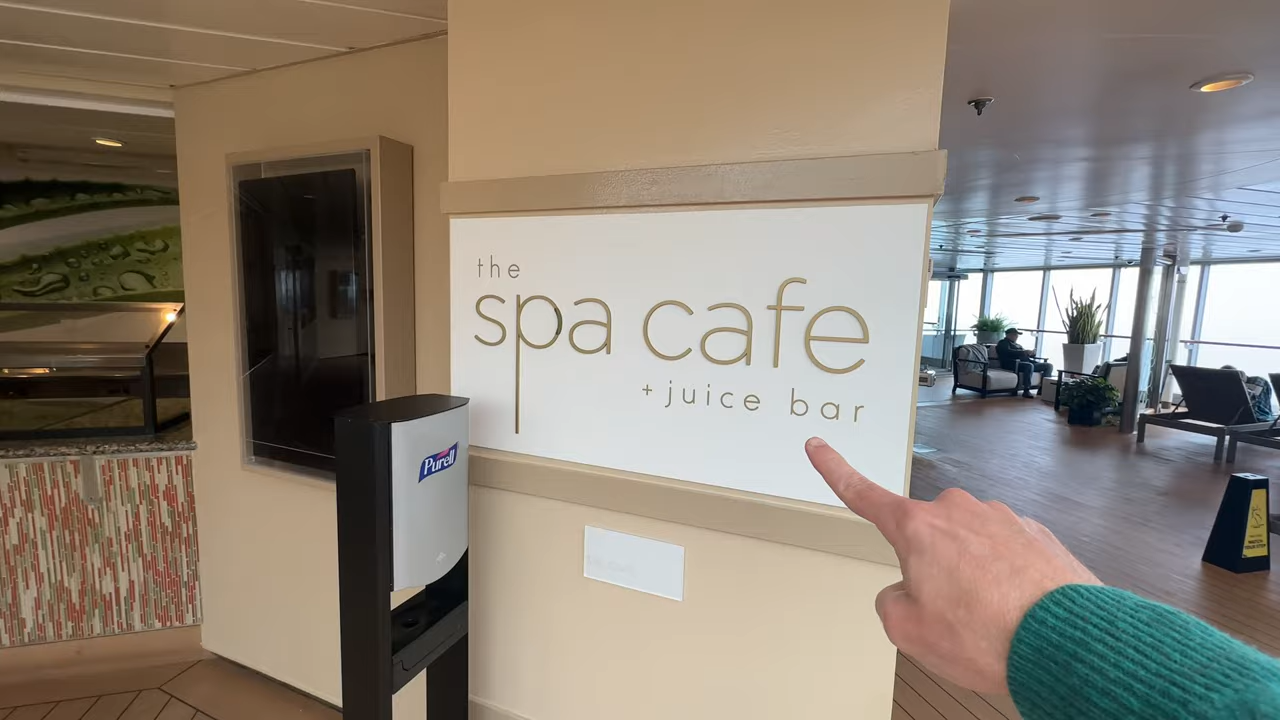 the
spa cafe
+ juice bar
Purell